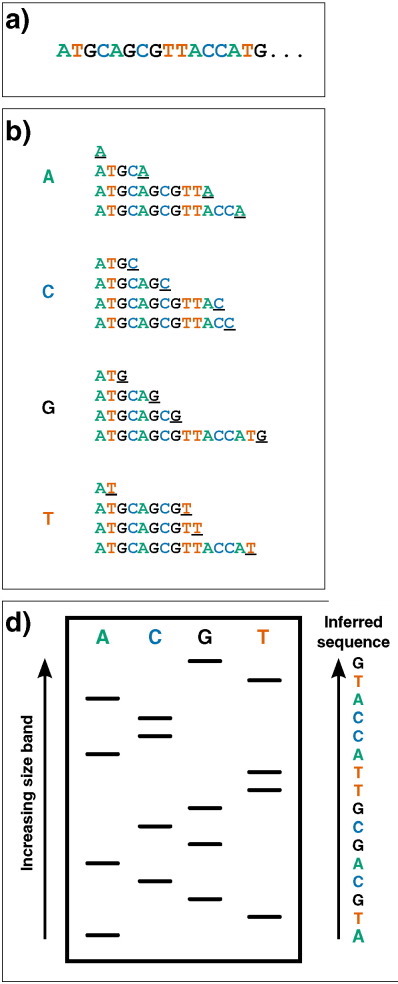 a)
ATGCAGCGTTACCATG...
b)
A
A
ATGCA
ATGCAGCGTTA
ATGCAGCGTTACCA
C
ATGC
ATGCAGC
ATGCAGCGTTAC
ATGCAGCGTTACC
G
ATG
ATGCAG
ATGCAGCG
ATGCAGCGTTACCATG
T
AT
ATGCAGCGT
ATGCAGCGTT
ATGCAGCGTTACCAT
d)
A C G T
Increasing size band
Inferred
sequence
G
T
A
C
C
A
T
T
G
C
G
A
C
G
T
A